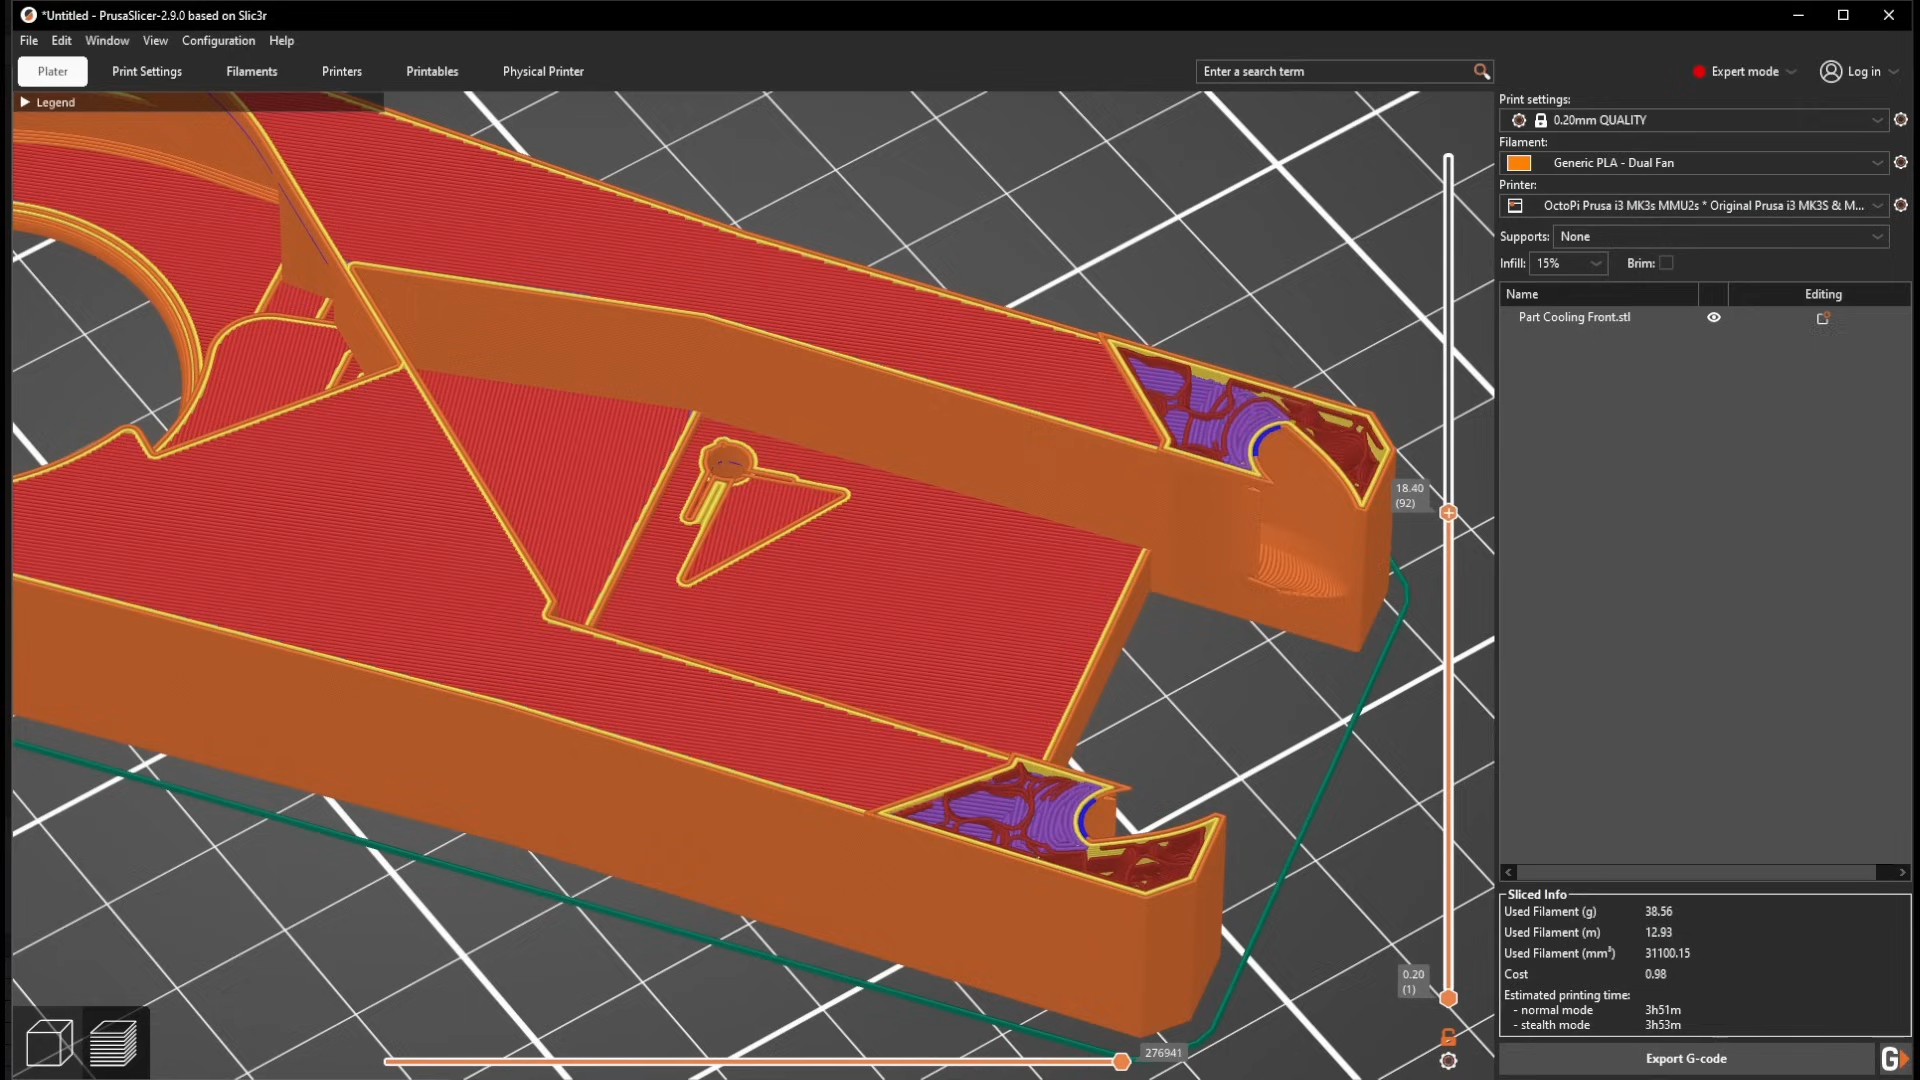 *Untitled - PrusaSlicer-2.9.0 based on Slic3r
File Edit Window View Configuration Help
Plater Print Settings Filaments Printers Printables Physical Printer Enter a search term Expert mode Log in
Legend
Print settings:
0.20mm QUALITY
Filament:
Generic PLA - Dual Fan
Printer:
OctoPi Prusa i3 MK3s MMU2s * Original Prusa i3 MK3S & M...
Supports: None
Infill: 15% Brim:
Name Editing
Part Cooling Front.stl
18.40
(92)
0.20
(1)
276941
Sliced Info
Used Filament (g) 38.56
Used Filament (m) 12.93
Used Filament (mm³) 31100.15
Cost 0.98
Estimated printing time:
- normal mode 3h51m
- stealth mode 3h53m
Export G-code G